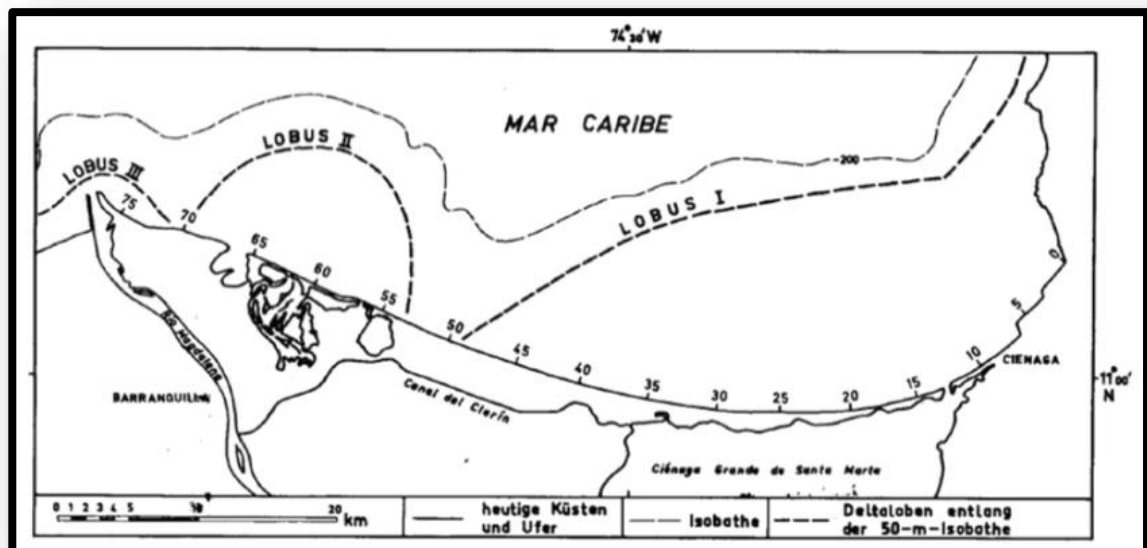 74°30'W
MAR CARIBE
LOBUS II
LOBUS III
200
LOBUS I
75
70
65
60
55
50
45
40
35
30
25
20
15
10
5
0
Rio Magdalena
CIENAGA
11°00'
N
BARRANQUILLA
Canal del Clarín
Ciénaga Grande de Santa Marta
0 1 2 3 4 5 10 20
km
heutige Küsten
und Ufer
Isobathe
Deltaloben entlang
der 50-m-Isobathe